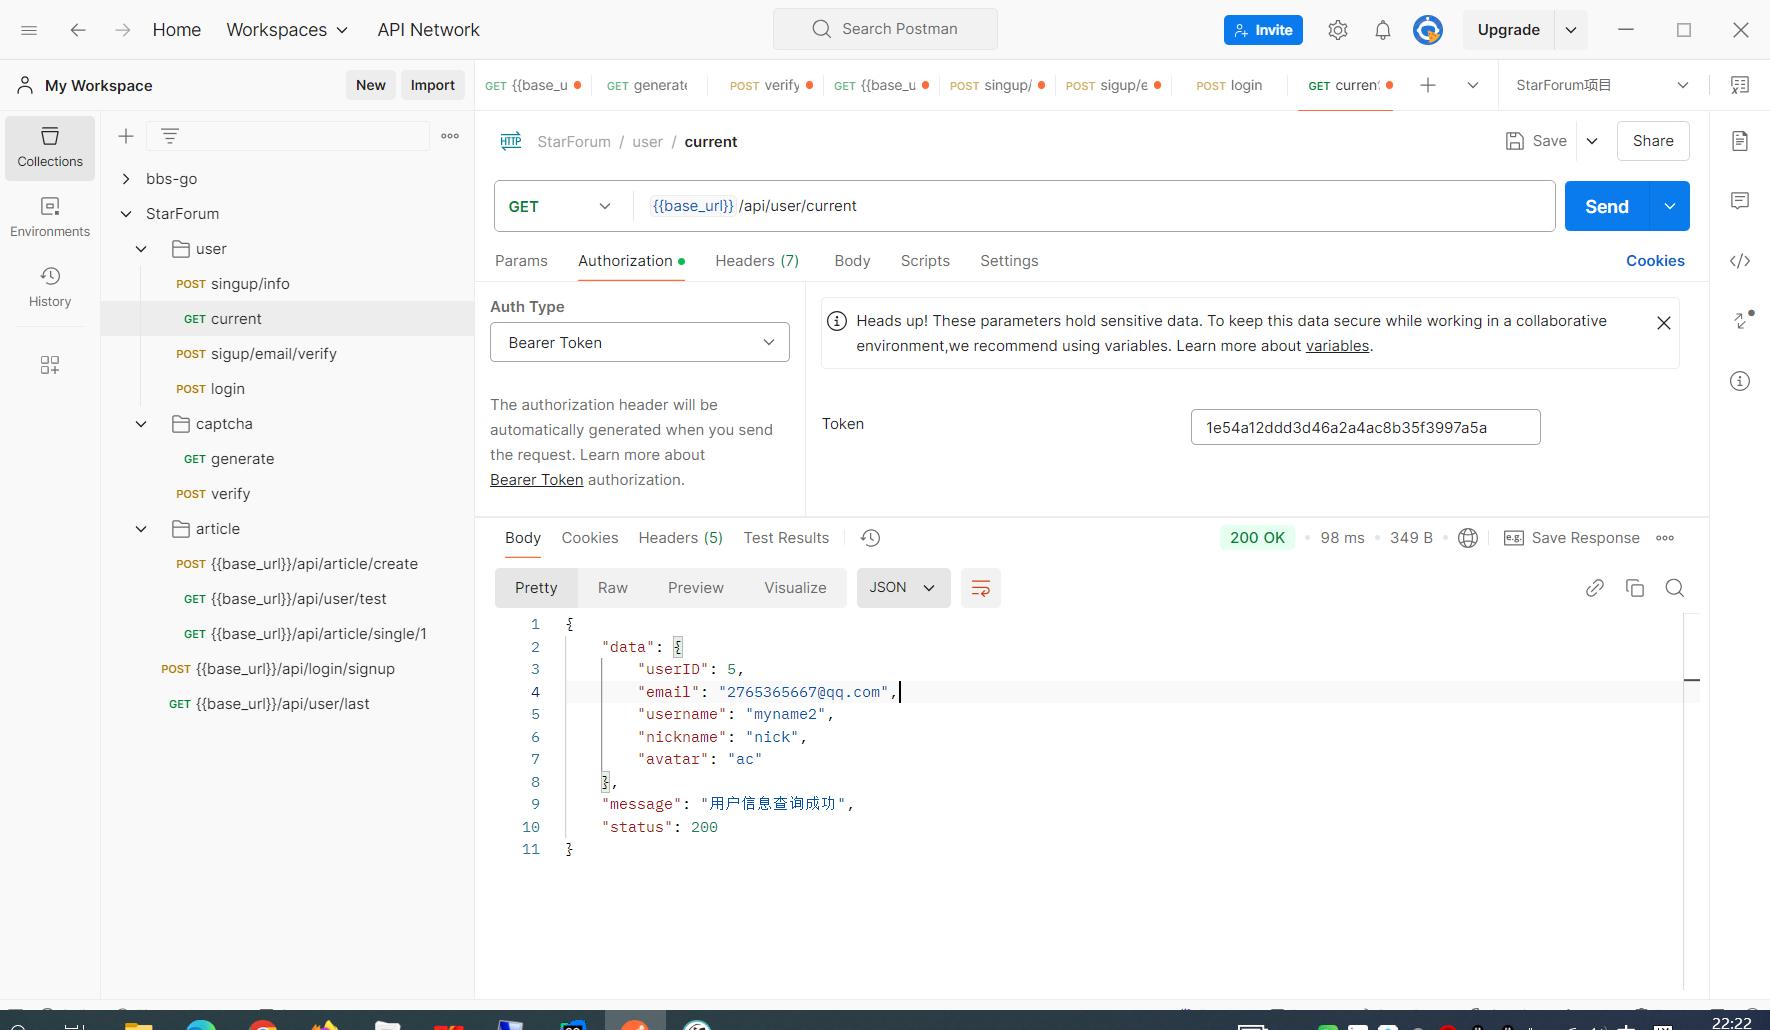 Home Workspaces API Network Search Postman Invite Upgrade
My Workspace New Import
GET {{base_u GET generate POST verify GET {{base_u POST singup/ POST sigup/e POST login GET current StarForum项目
Collections
Environments
History
bbs-go
StarForum
user
POST singup/info
GET current
POST sigup/email/verify
POST login
captcha
GET generate
POST verify
article
POST {{base_url}}/api/article/create
GET {{base_url}}/api/user/test
GET {{base_url}}/api/article/single/1
POST {{base_url}}/api/login/signup
GET {{base_url}}/api/user/last
HTTP StarForum / user / current Save Share
GET {{base_url}} /api/user/current Send
Params Authorization Headers (7) Body Scripts Settings Cookies
Auth Type
Bearer Token
The authorization header will be
automatically generated when you send
the request. Learn more about
Bearer Token authorization.
Heads up! These parameters hold sensitive data. To keep this data secure while working in a collaborative
environment,we recommend using variables. Learn more about variables.
Token 1e54a12ddd3d46a2a4ac8b35f3997a5a
Body Cookies Headers (5) Test Results 200 OK 98 ms 349 B e.g. Save Response
Pretty Raw Preview Visualize JSON
1 {
2 "data": {
3 "userID": 5,
4 "email": "2765365667@qq.com",
5 "username": "myname2",
6 "nickname": "nick",
7 "avatar": "ac"
8 },
9 "message": "用户信息查询成功",
10 "status": 200
11 }
22:22